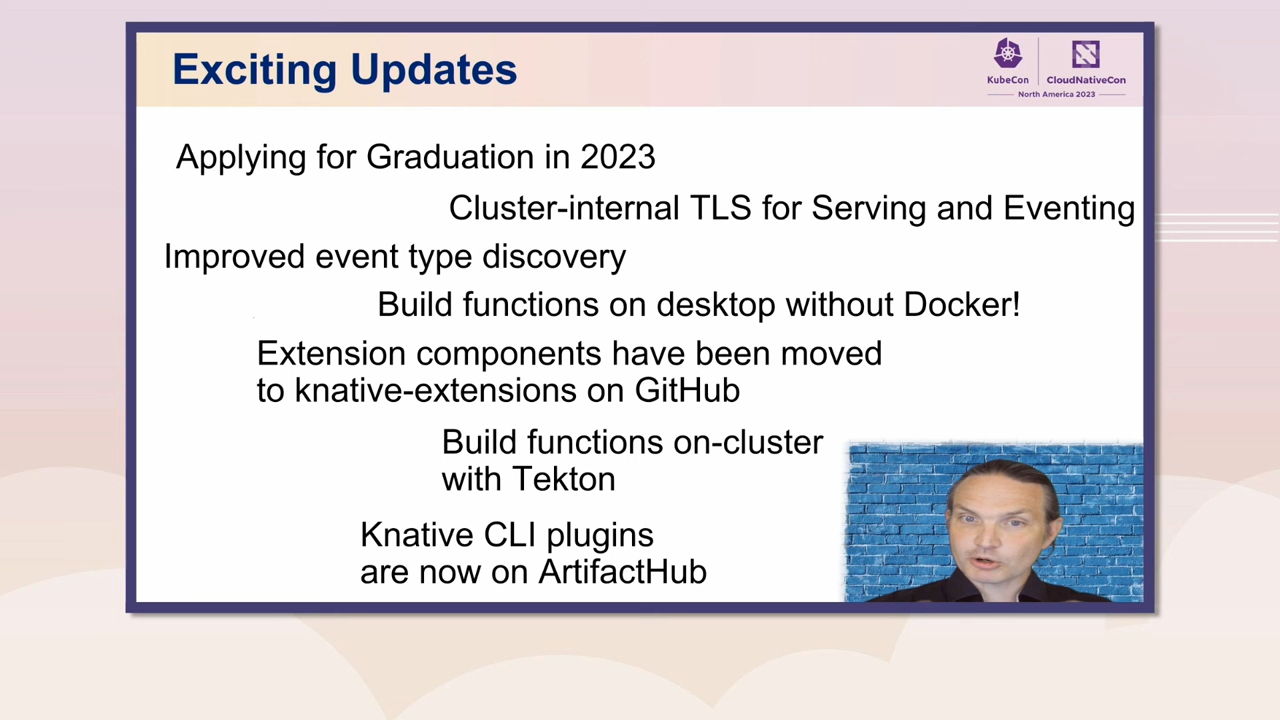 Exciting Updates
KubeCon
CloudNativeCon
North America 2023
Applying for Graduation in 2023
Cluster-internal TLS for Serving and Eventing
Improved event type discovery
Build functions on desktop without Docker!
Extension components have been moved
to knative-extensions on GitHub
Build functions on-cluster
with Tekton
Knative CLI plugins
are now on ArtifactHub